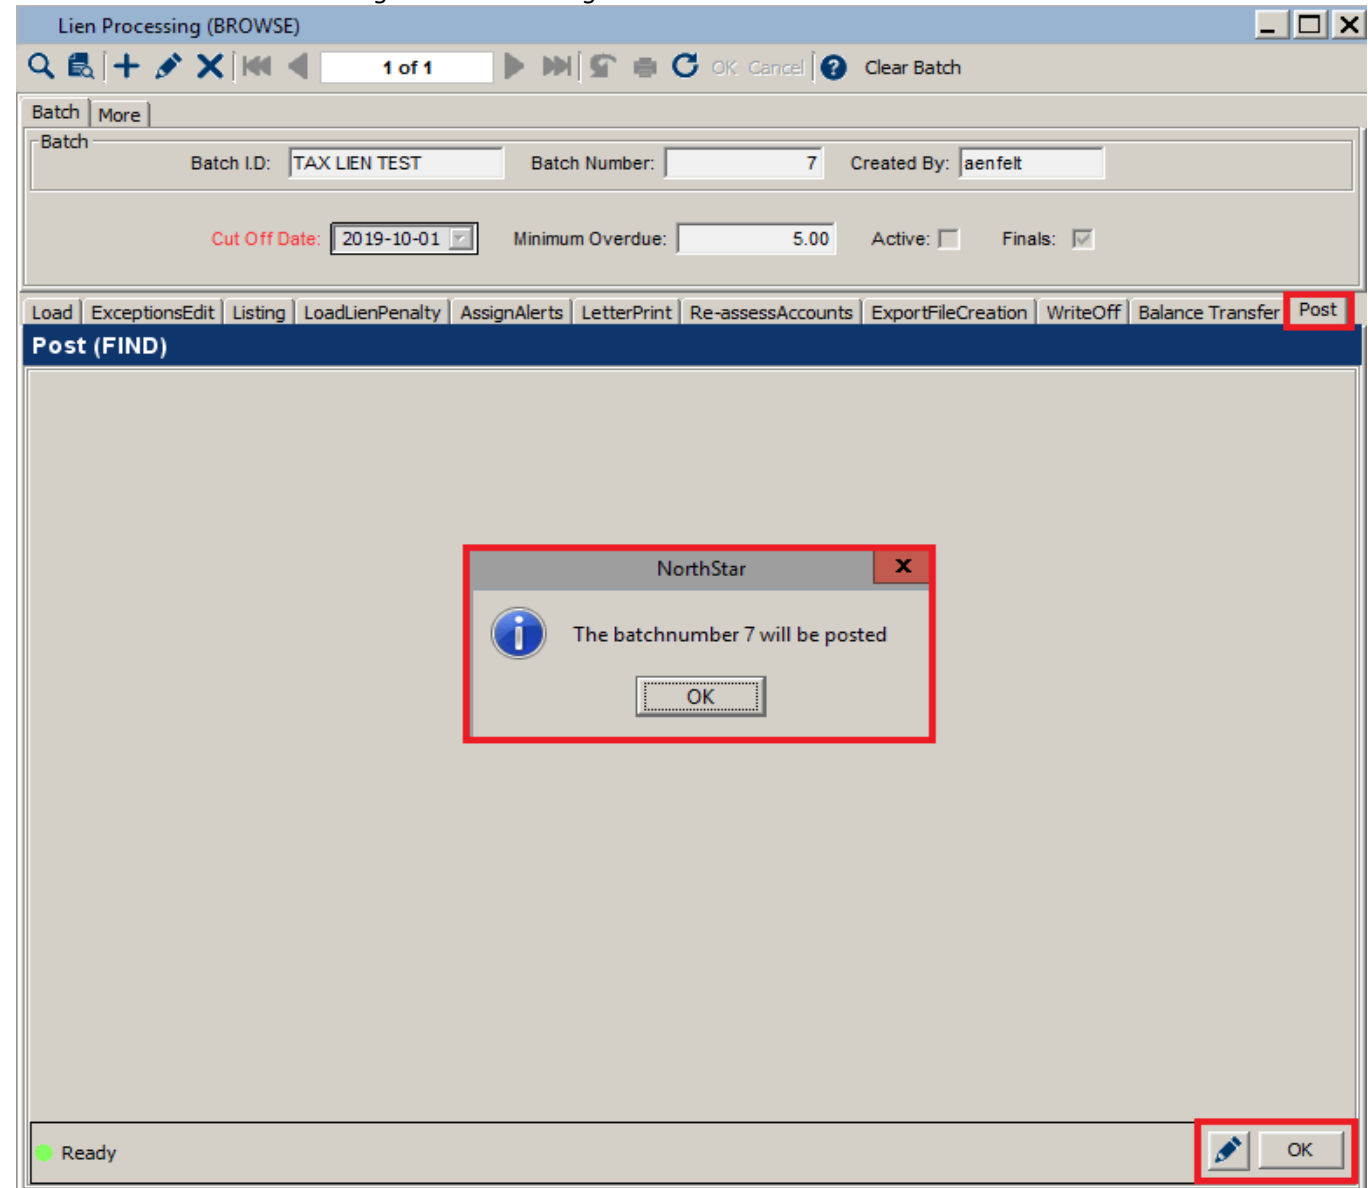 Lien Processing (BROWSE)
1 of 1 OK Cancel ? Clear Batch
Batch More
Batch
Batch I.D: TAX LIEN TEST Batch Number: 7 Created By: aenfelt
Cut Off Date: 2019-10-01 Minimum Overdue: 5.00 Active: Finals:
Load ExceptionsEdit Listing LoadLienPenalty AssignAlerts LetterPrint Re-assessAccounts ExportFileCreation WriteOff Balance Transfer Post
Post (FIND)
NorthStar x
The batchnumber 7 will be posted
OK
Ready OK